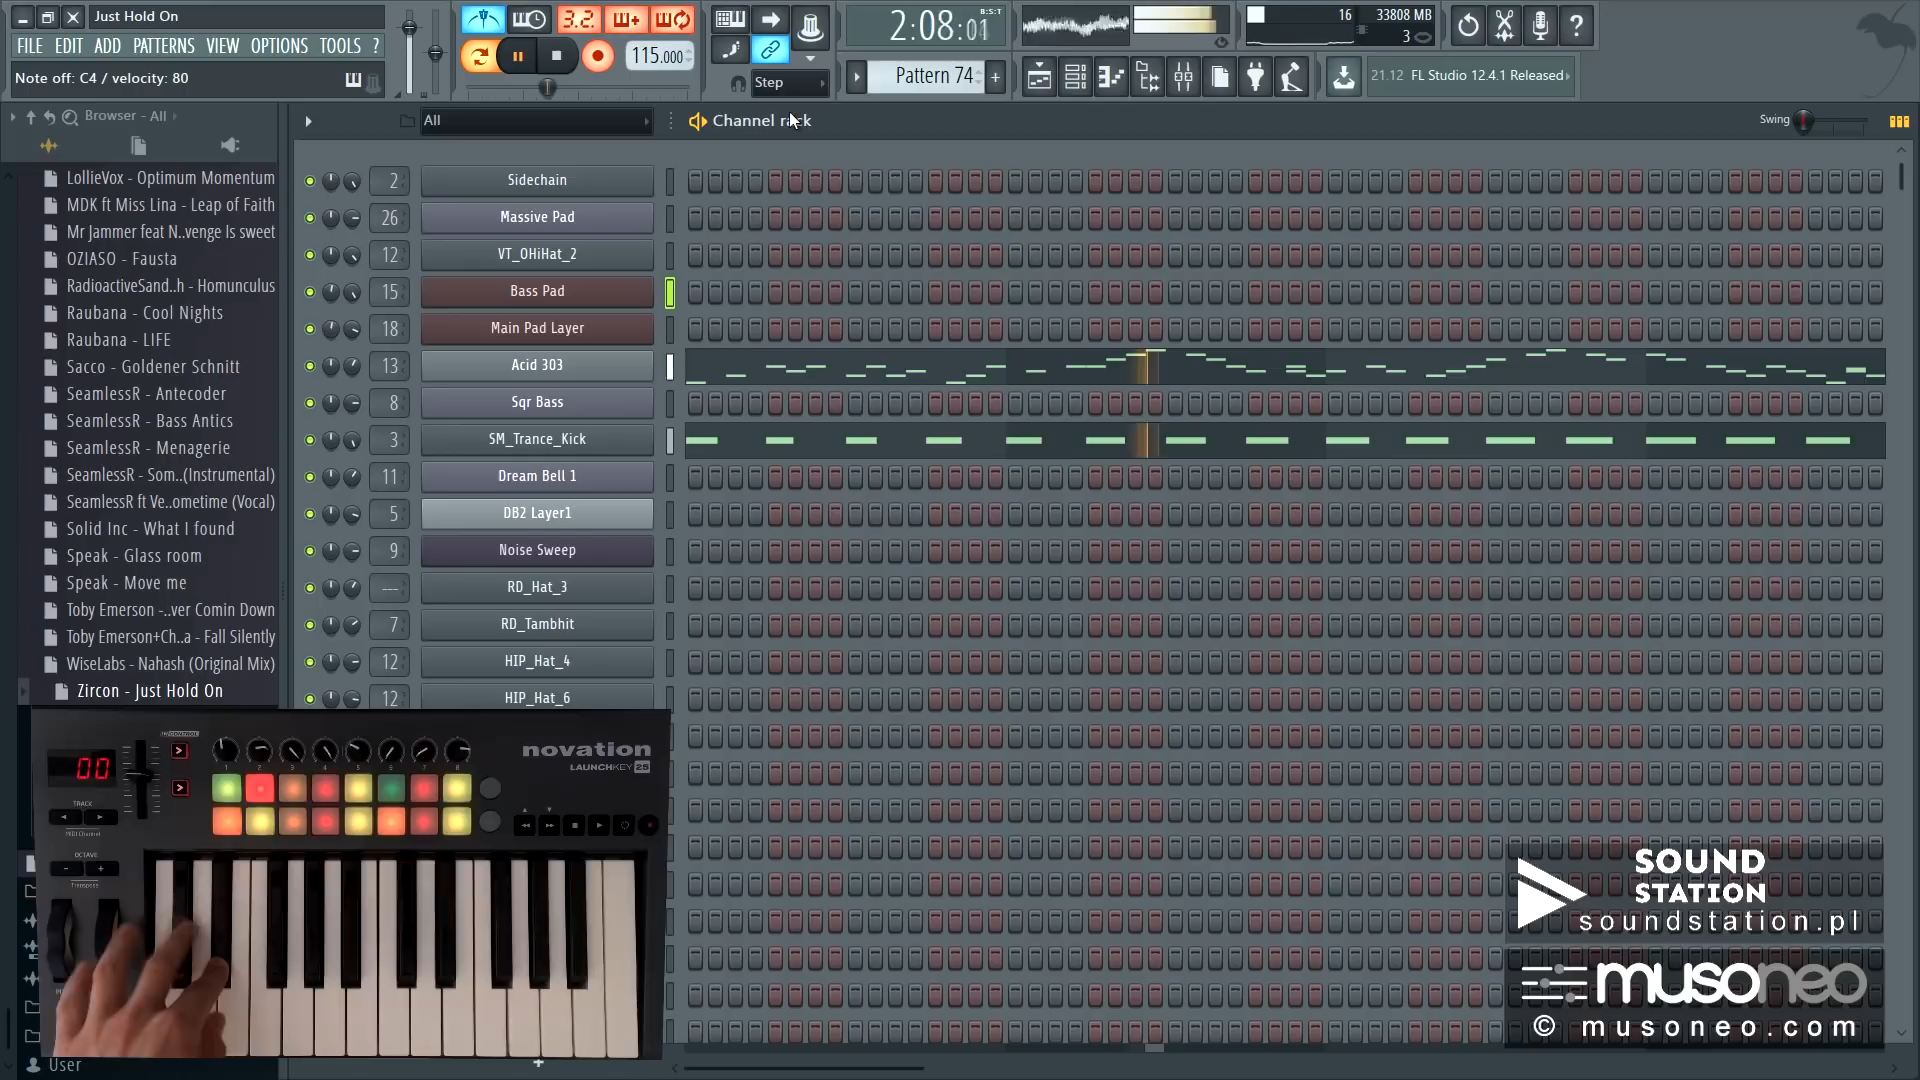 Just Hold On
FILE EDIT ADD PATTERNS VIEW OPTIONS TOOLS ?
Note off: C4 / velocity: 80
3.2.
115.000
Step
2:08:01
B:S:T
Pattern 74
+
16
33808 MB
3
?
21.12 FL Studio 12.4.1 Released
Browser - All
All
Channel rack
Swing
LollieVox - Optimum Momentum
MDK ft Miss Lina - Leap of Faith
Mr Jammer feat N..venge Is sweet
OZIASO - Fausta
RadioactiveSand..h - Homunculus
Raubana - Cool Nights
Raubana - LIFE
Sacco - Goldener Schnitt
SeamlessR - Antecoder
SeamlessR - Bass Antics
SeamlessR - Menagerie
SeamlessR - Som..(Instrumental)
SeamlessR ft Ve..ometime (Vocal)
Solid Inc - What I found
Speak - Glass room
Speak - Move me
Toby Emerson -..ver Comin Down
Toby Emerson+Ch..a - Fall Silently
WiseLabs - Nahash (Original Mix)
Zircon - Just Hold On
User
2 Sidechain
26 Massive Pad
12 VT_OHiHat_2
15 Bass Pad
18 Main Pad Layer
13 Acid 303
8 Sqr Bass
3 SM_Trance_Kick
11 Dream Bell 1
5 DB2 Layer1
9 Noise Sweep
--- RD_Hat_3
7 RD_Tambhit
12 HIP_Hat_4
12 HIP_Hat_6
novation
LAUNCHKEY 25
00
TRACK
MIDI Channel
OCTAVE
- +
Transpose
SOUND
STATION
soundstation.pl
musoneo
© musoneo.com